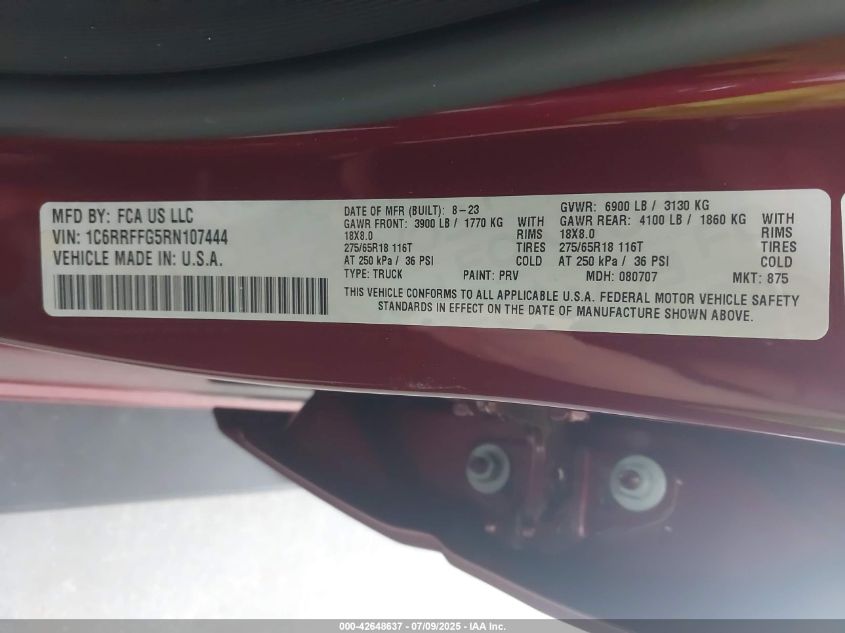 MFD BY: FCA US LLC
VIN: 1C6RRFFG5RN107444
VEHICLE MADE IN: U.S.A.
DATE OF MFR (BUILT): 8-23 GVWR: 6900 LB / 3130 KG
GAWR FRONT: 3900 LB / 1770 KG WITH GAWR REAR: 4100 LB / 1860 KG WITH
18X8.0 RIMS 18X8.0 RIMS
275/65R18 116T TIRES 275/65R18 116T TIRES
AT 250 kPa / 36 PSI COLD AT 250 kPa / 36 PSI COLD
TYPE: TRUCK PAINT: PRV MDH: 080707 MKT: 875
THIS VEHICLE CONFORMS TO ALL APPLICABLE U.S.A. FEDERAL MOTOR VEHICLE SAFETY
STANDARDS IN EFFECT ON THE DATE OF MANUFACTURE SHOWN ABOVE.
000-42648637 - 07/09/2025 - IAA Inc.